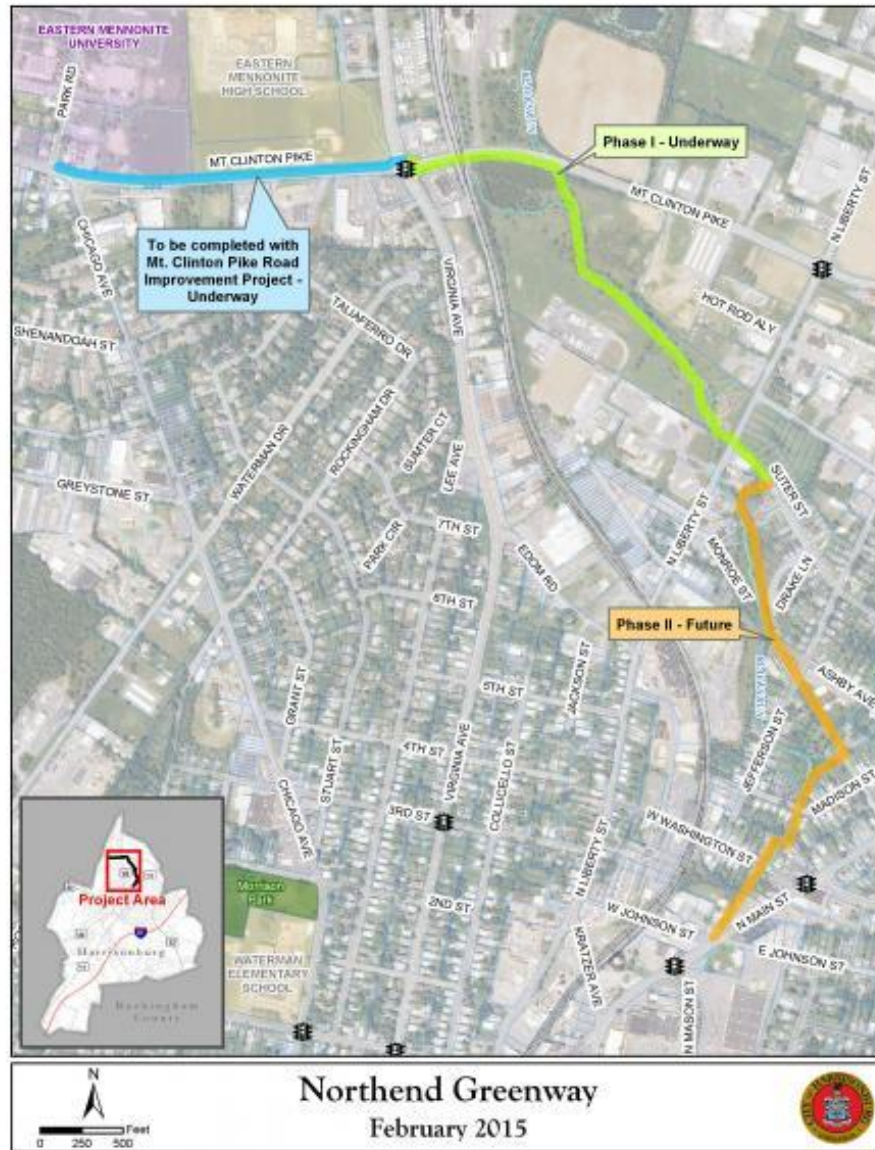 EASTERN MENNONITE
UNIVERSITY
PARK RD
EASTERN
MENNONITE
HIGH SCHOOL
MT CLINTON PIKE
Phase I - Underway
MT CLINTON PIKE
N LIBERTY ST
To be completed with
Mt. Clinton Pike Road
Improvement Project -
Underway
CHICAGO AVE
VIRGINIA AVE
HOT ROD ALY
TALIAFERRO DR
SHENANDOAH ST
WATERMAN DR
ROCKINGHAM DR
SUMTER CT
LEE AVE
GREYSTONE ST
SUTER ST
PARK CIR
7TH ST
EDOM RD
N LIBERTY ST
MONROE ST
DRAKE LN
6TH ST
Phase II - Future
GRANT ST
5TH ST
JACKSON ST
ASHBY AVE
STUART ST
4TH ST
VIRGINIA AVE
COLLICELLO ST
JEFFERSON ST
MADISON ST
CHICAGO AVE
3RD ST
W WASHINGTON ST
N LIBERTY ST
Project Area
Harrisonburg
Rockingham
County
Morrison
Park
2ND ST
W JOHNSON ST
N MAIN ST
E JOHNSON ST
WATERMAN
ELEMENTARY
SCHOOL
KRATZER AVE
N MASON ST
N
Feet
0 250 500
Northend Greenway
February 2015